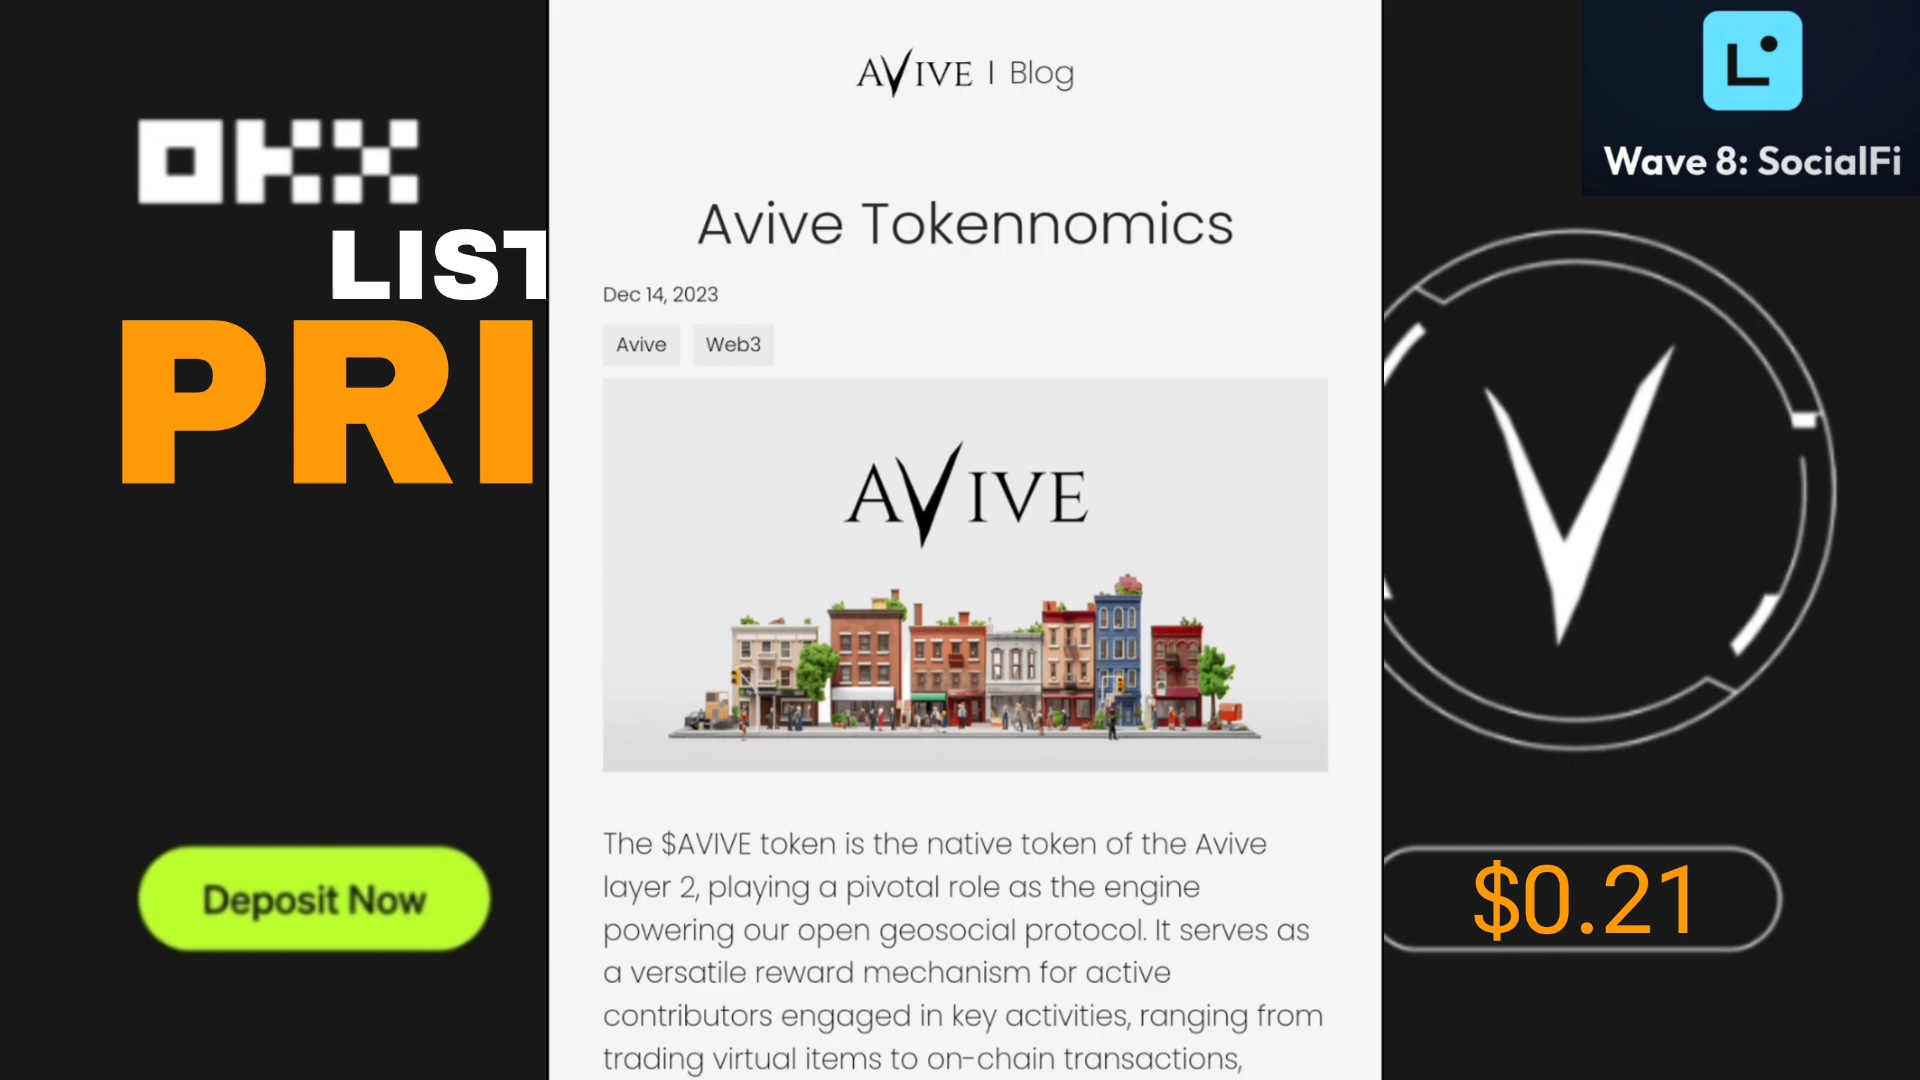 OKX
LIST
PRI
Deposit Now
AVIVE | Blog
Avive Tokennomics
Dec 14, 2023
Avive
Web3
AVIVE
The $AVIVE token is the native token of the Avive
layer 2, playing a pivotal role as the engine
powering our open geosocial protocol. It serves as
a versatile reward mechanism for active
contributors engaged in key activities, ranging from
trading virtual items to on-chain transactions,
L
Wave 8: SocialFi
V
$0.21